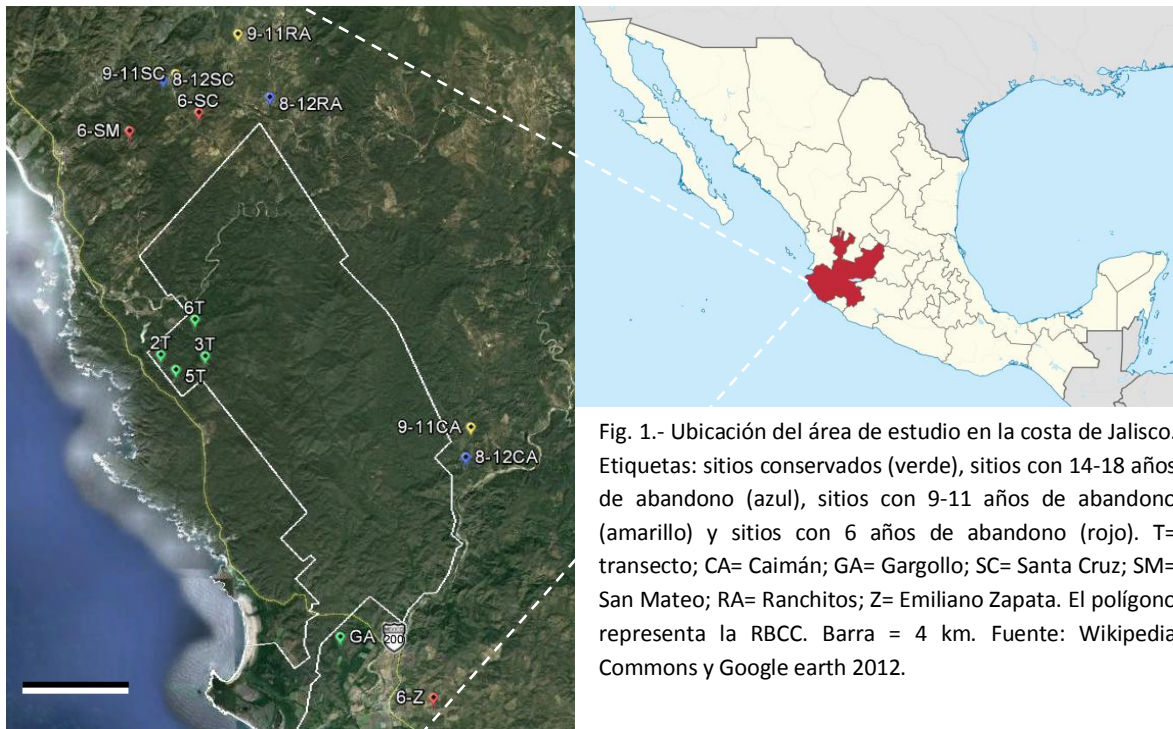 9-11RA
9-11SC
8-12SC
8-12RA
6-SC
6-SM
6T
2T
3T
5T
9-11CA
8-12CA
GA
200
6-Z
Fig. 1.- Ubicación del área de estudio en la costa de Jalisco.
Etiquetas: sitios conservados (verde), sitios con 14-18 años
de abandono (azul), sitios con 9-11 años de abandono
(amarillo) y sitios con 6 años de abandono (rojo). T=
transecto; CA= Caimán; GA= Gargollo; SC= Santa Cruz; SM=
San Mateo; RA= Ranchitos; Z= Emiliano Zapata. El polígono
representa la RBCC. Barra = 4 km. Fuente: Wikipedia
Commons y Google earth 2012.